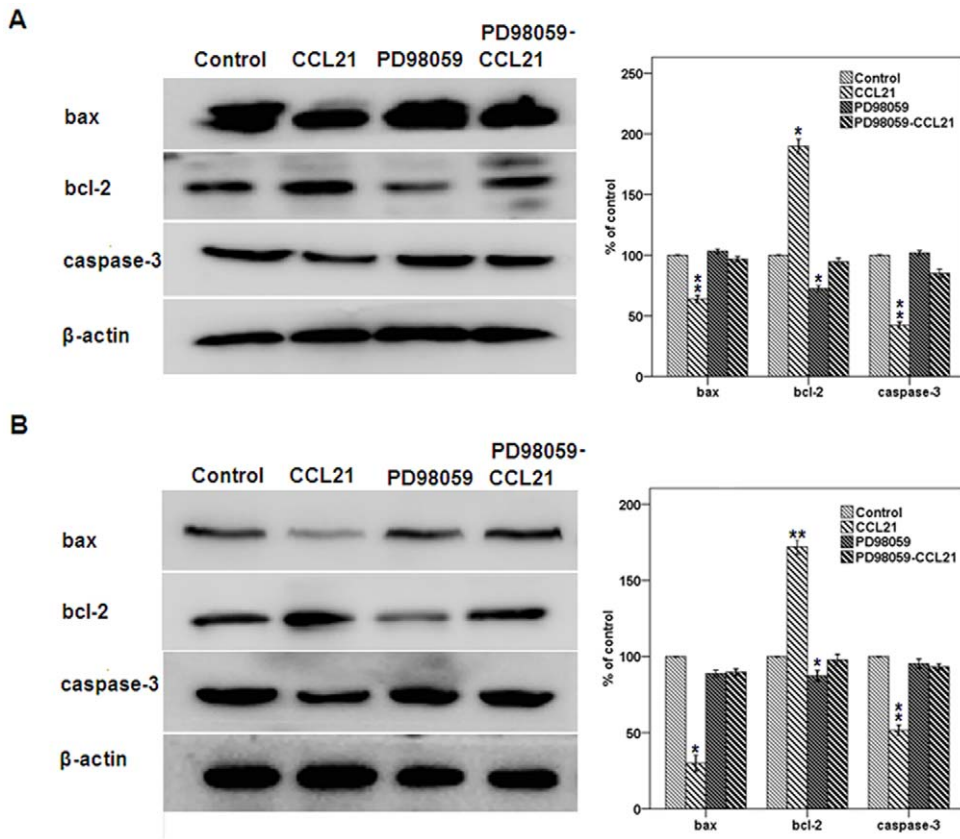 A
Control CCL21 PD98059 PD98059-
CCL21
bax
bcl-2
caspase-3
β-actin
250
200
150
100
50
0
% of control
Control
CCL21
PD98059
PD98059-CCL21
**
*
*
**
bax bcl-2 caspase-3
B
Control CCL21 PD98059 PD98059-
CCL21
bax
bcl-2
caspase-3
β-actin
200
150
100
50
0
% of control
Control
CCL21
PD98059
PD98059-CCL21
*
**
*
**
bax bcl-2 caspase-3